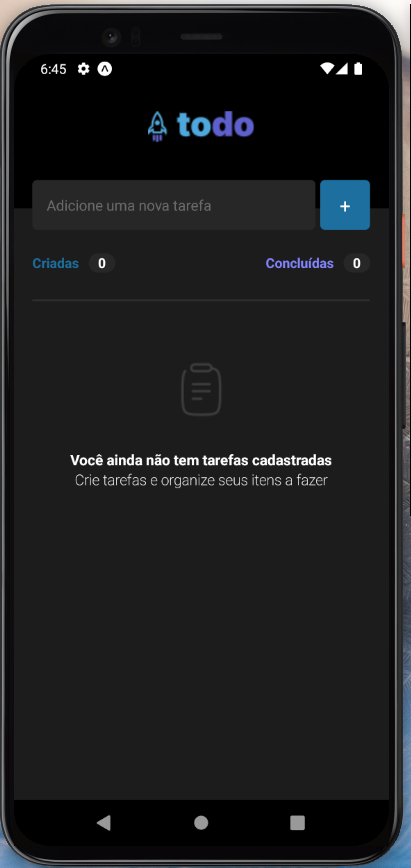 6:45
todo
Adicione uma nova tarefa
+
Criadas 0
Concluídas 0
Você ainda não tem tarefas cadastradas
Crie tarefas e organize seus itens a fazer